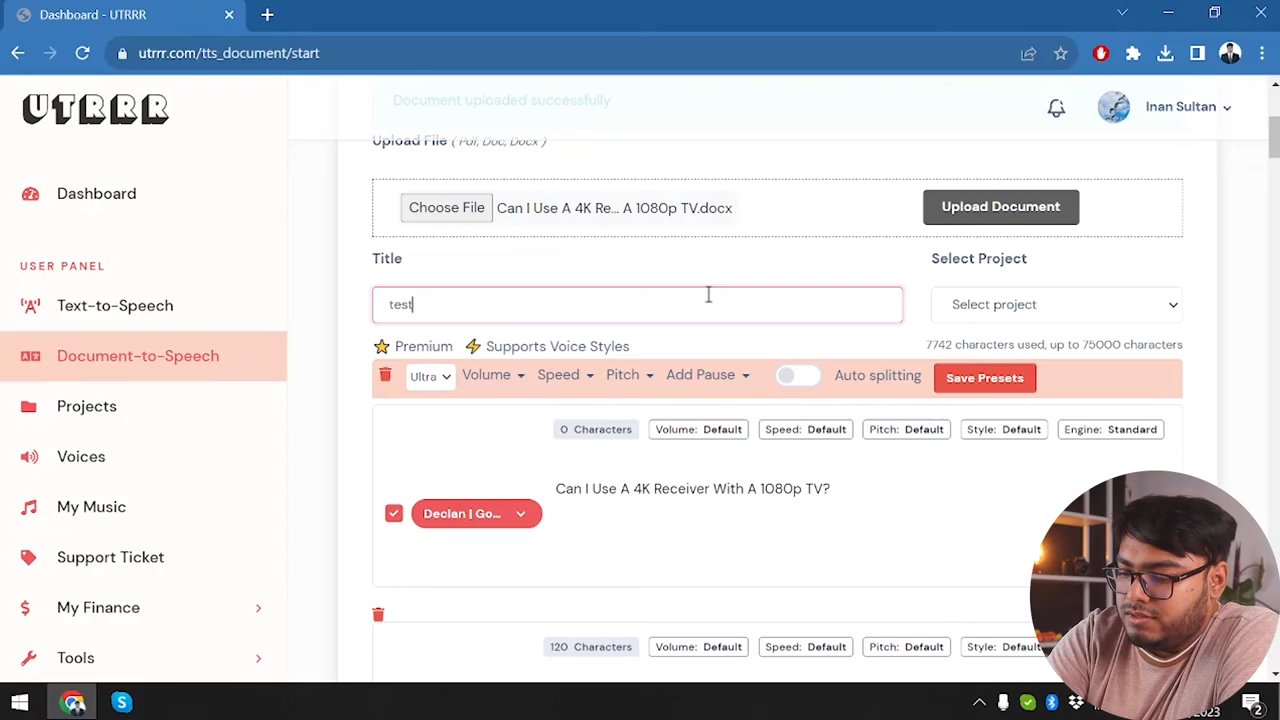 Dashboard - UTRRR
utrrr.com/tts_document/start
UTRRR
Document uploaded successfully
Inan Sultan
Upload File ( Pdf, Doc, Docx )
Dashboard
Choose File Can I Use A 4K Re... A 1080p TV.docx Upload Document
USER PANEL
Title Select Project
Text-to-Speech
test Select project
Document-to-Speech
Premium Supports Voice Styles 7742 characters used, up to 75000 characters
Ultra Volume Speed Pitch Add Pause Auto splitting Save Presets
Projects
0 Characters Volume: Default Speed: Default Pitch: Default Style: Default Engine: Standard
Voices
Can I Use A 4K Receiver With A 1080p TV?
My Music
Declan | Go...
Support Ticket
My Finance
120 Characters Volume: Default Speed: Default Pitch: Default Style: Default
Tools
2023
2